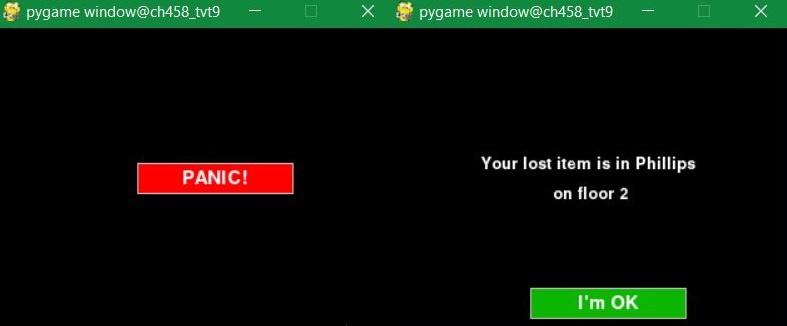 pygame window@ch458_tvt9
PANIC!
pygame window@ch458_tvt9
Your lost item is in Phillips
on floor 2
I'm OK